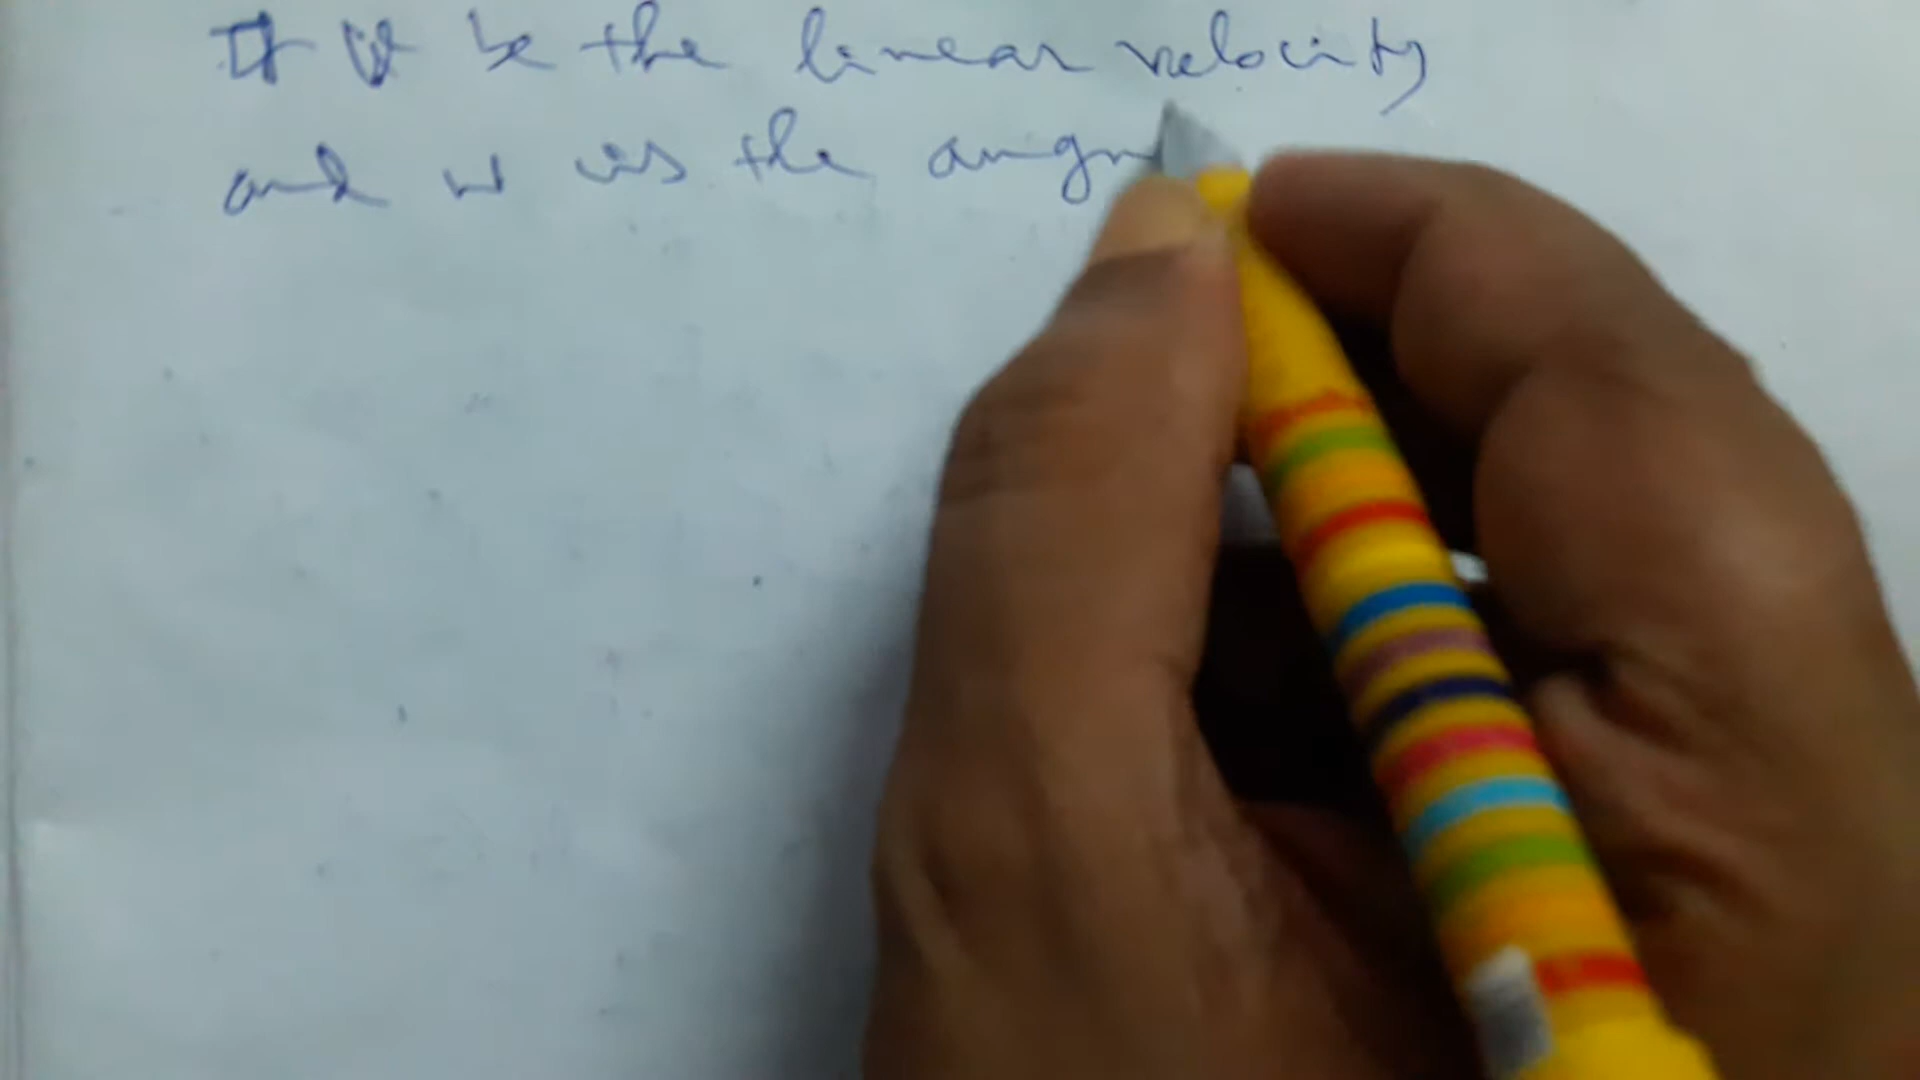 If v be the linear velocity
and w is the angu